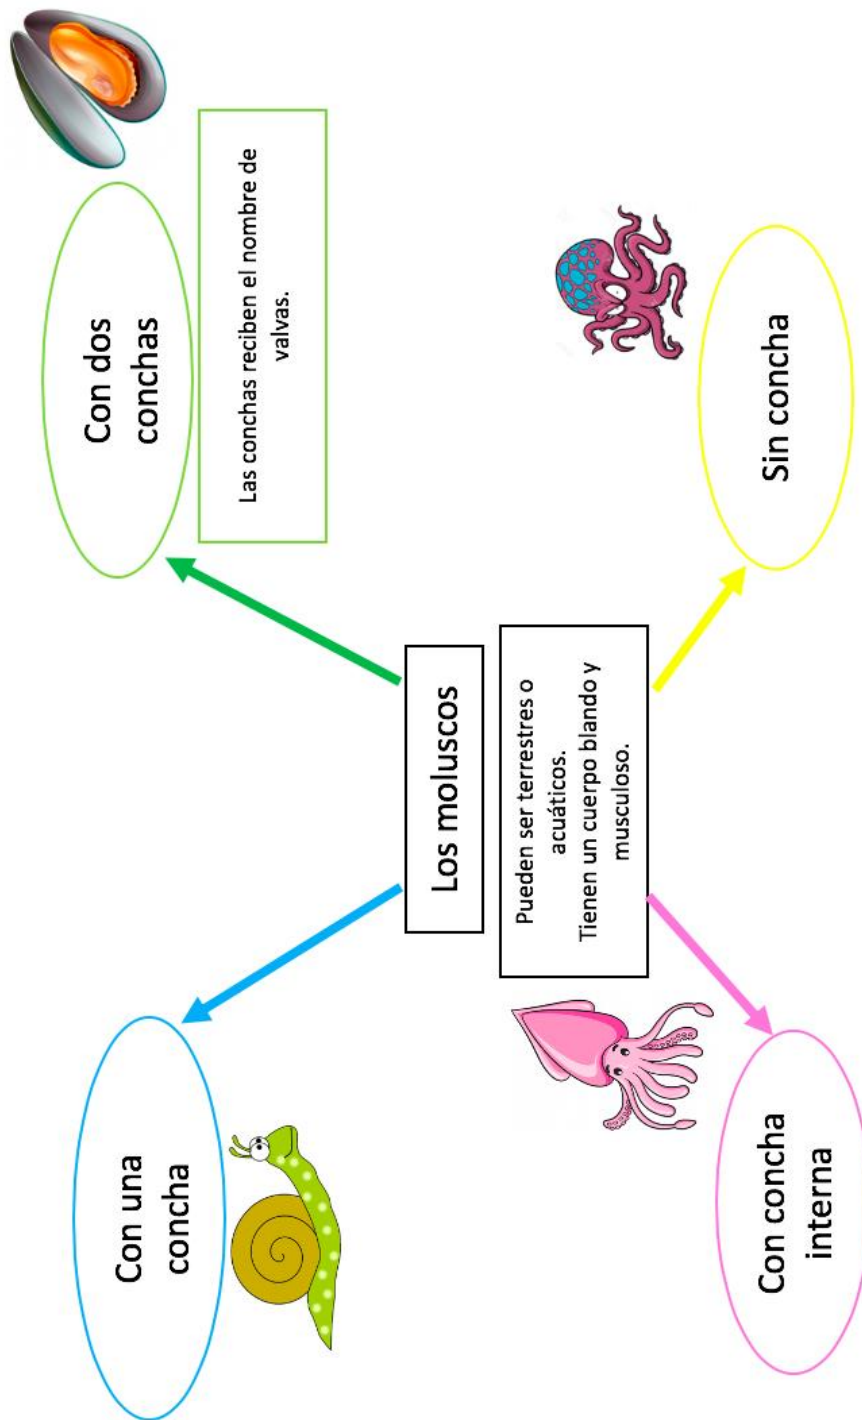 Con una
concha
Con dos
conchas
Las conchas reciben el nombre de
valvas.
Los moluscos
Pueden ser terrestres o
acuáticos.
Tienen un cuerpo blando y
musculoso.
Con concha
interna
Sin concha